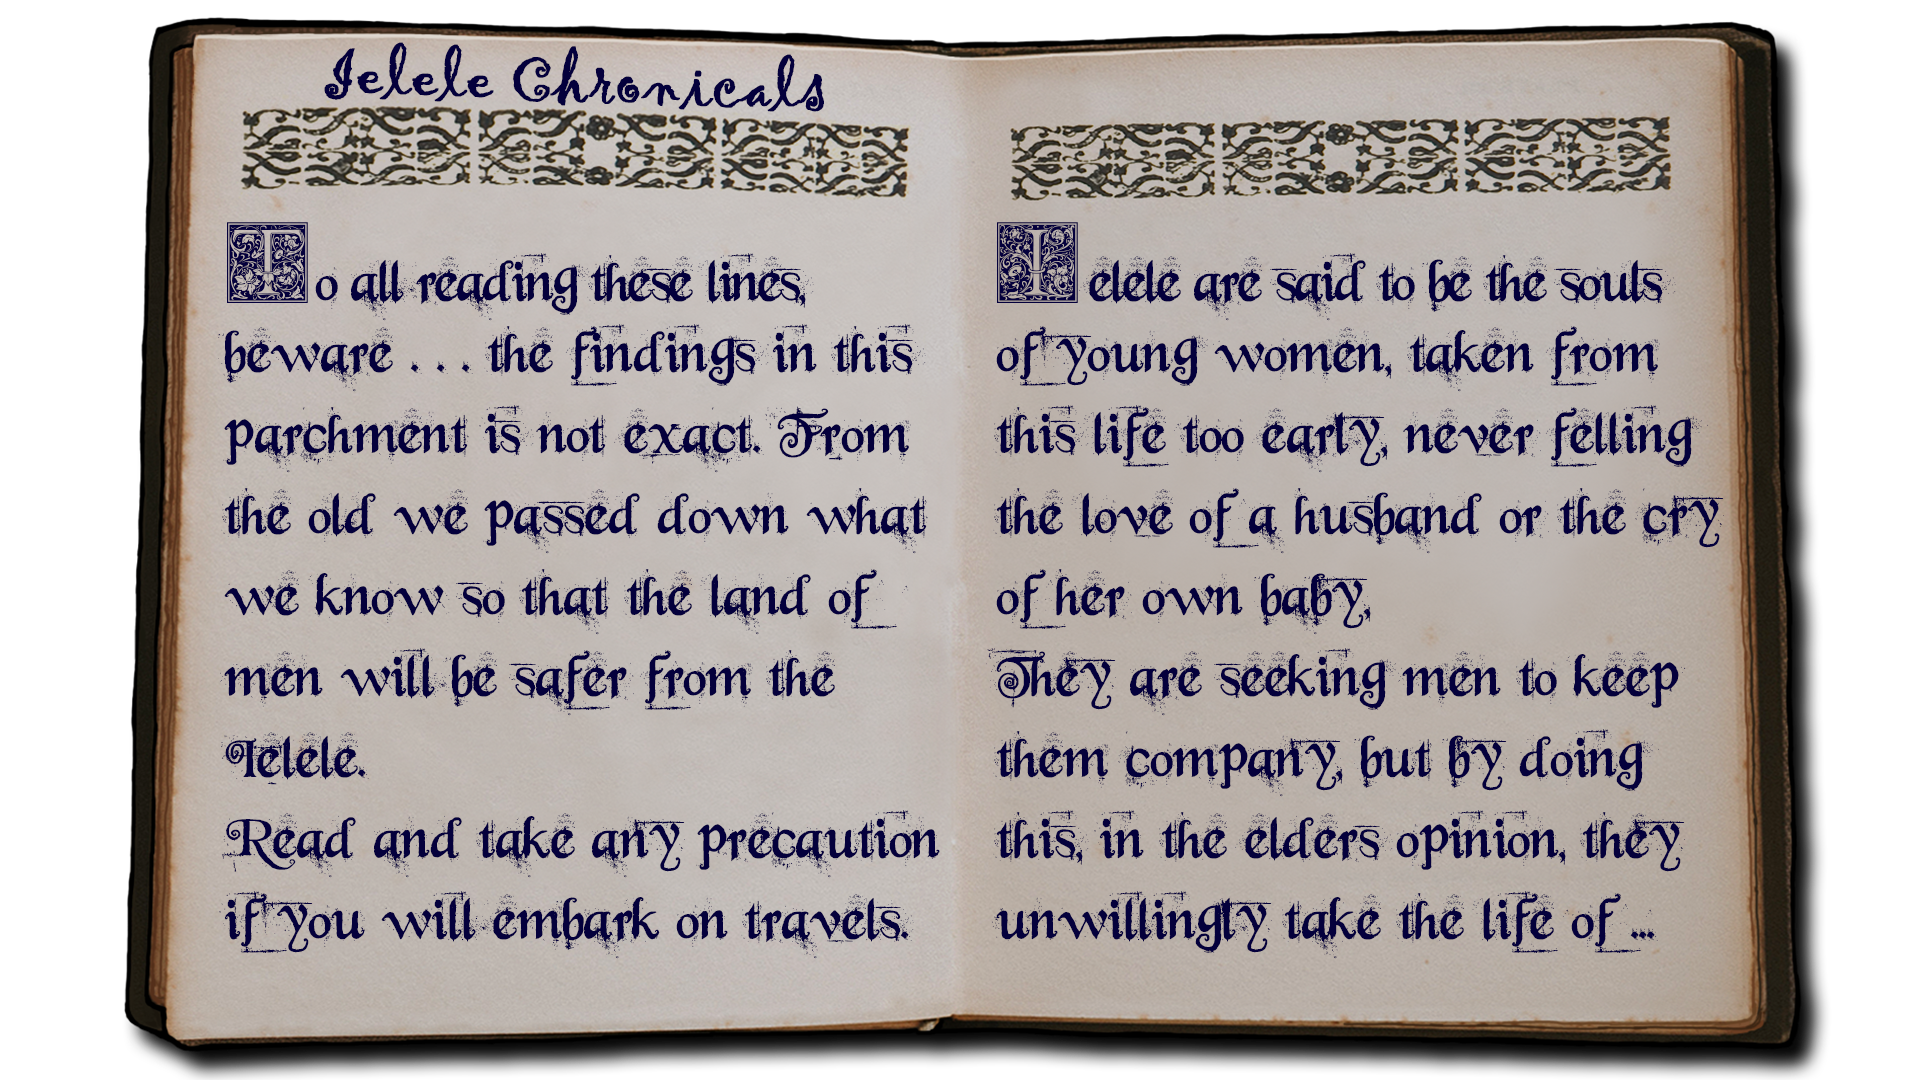 Ielele Chronicals
To all reading these lines,
beware . . . the findings in this
parchment is not exact. From
the old we passed down what
we know so that the land of
men will be safer from the
Ielele.
Read and take any precaution
if you will embark on travels.
Ielele are said to be the souls
of young women, taken from
this life too early, never felling
the love of a husband or the cry
of her own baby,
They are seeking men to keep
them company, but by doing
this, in the elders opinion, they
unwillingly take the life of ...